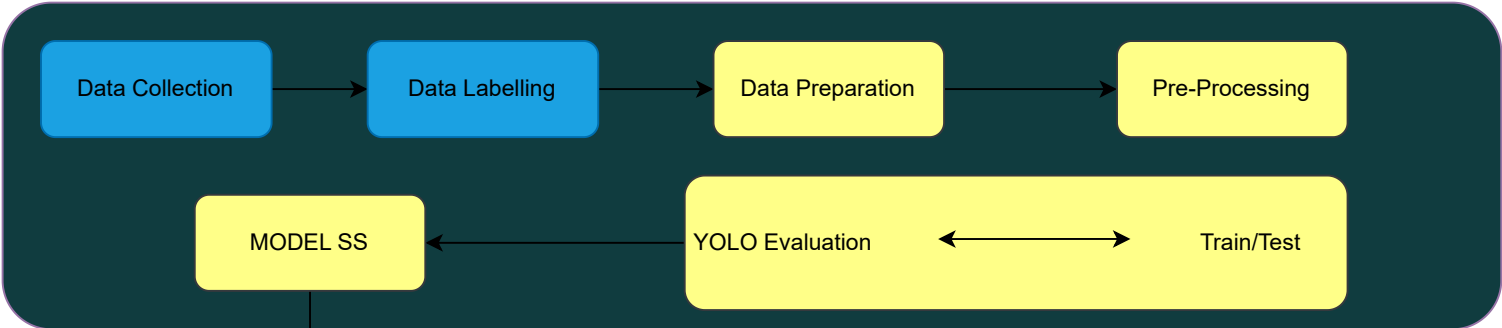 Data Collection
Data Labelling
Data Preparation
Pre-Processing
MODEL SS
YOLO Evaluation
Train/Test